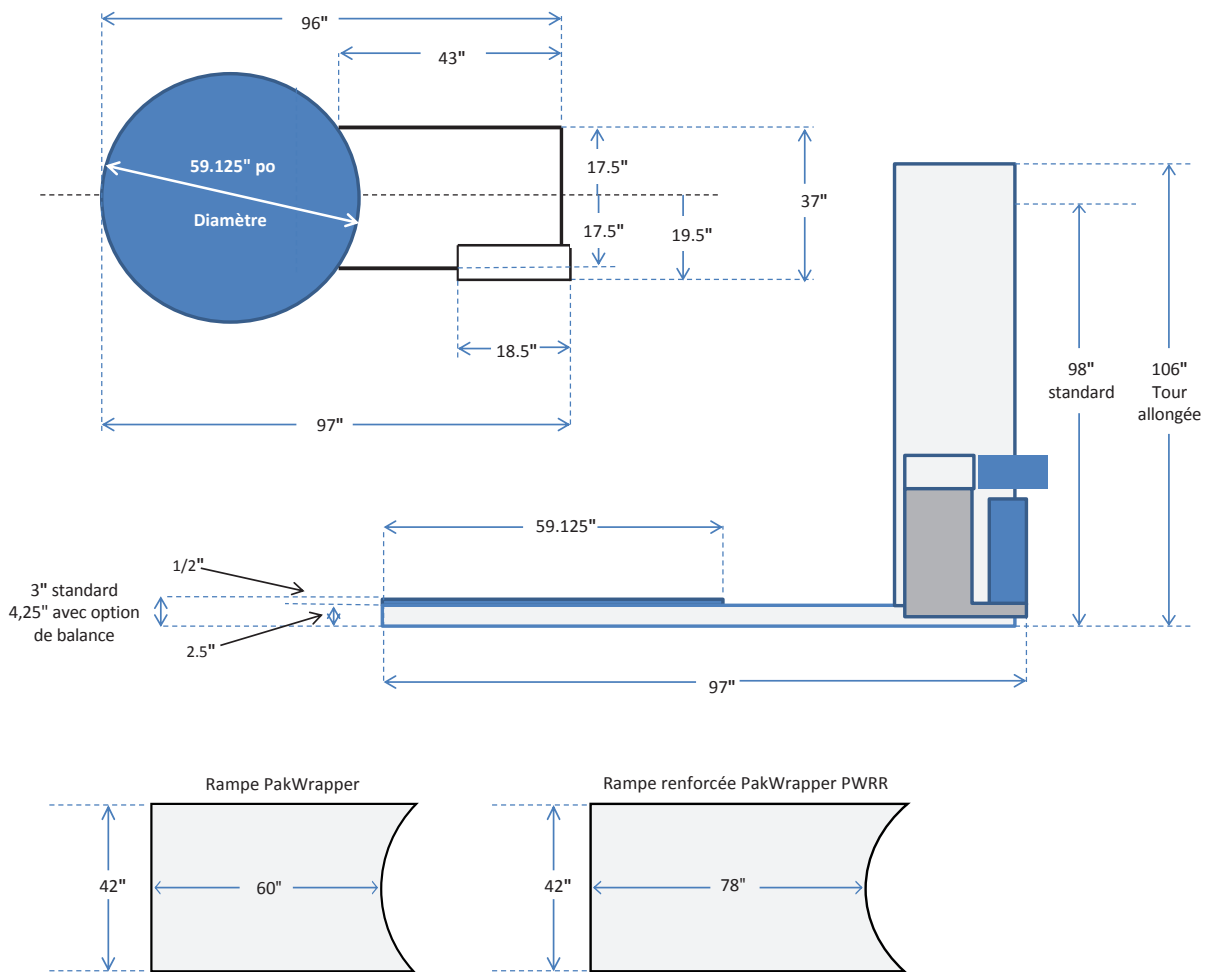 96"
43"
59.125" po
Diamètre
17.5"
17.5"
19.5"
37"
18.5"
97"
98"
standard
106"
Tour
allongée
59.125"
1/2"
3" standard
4,25" avec option
de balance
2.5"
97"
Rampe PakWrapper
42"
60"
Rampe renforcée PakWrapper PWRR
42"
78"